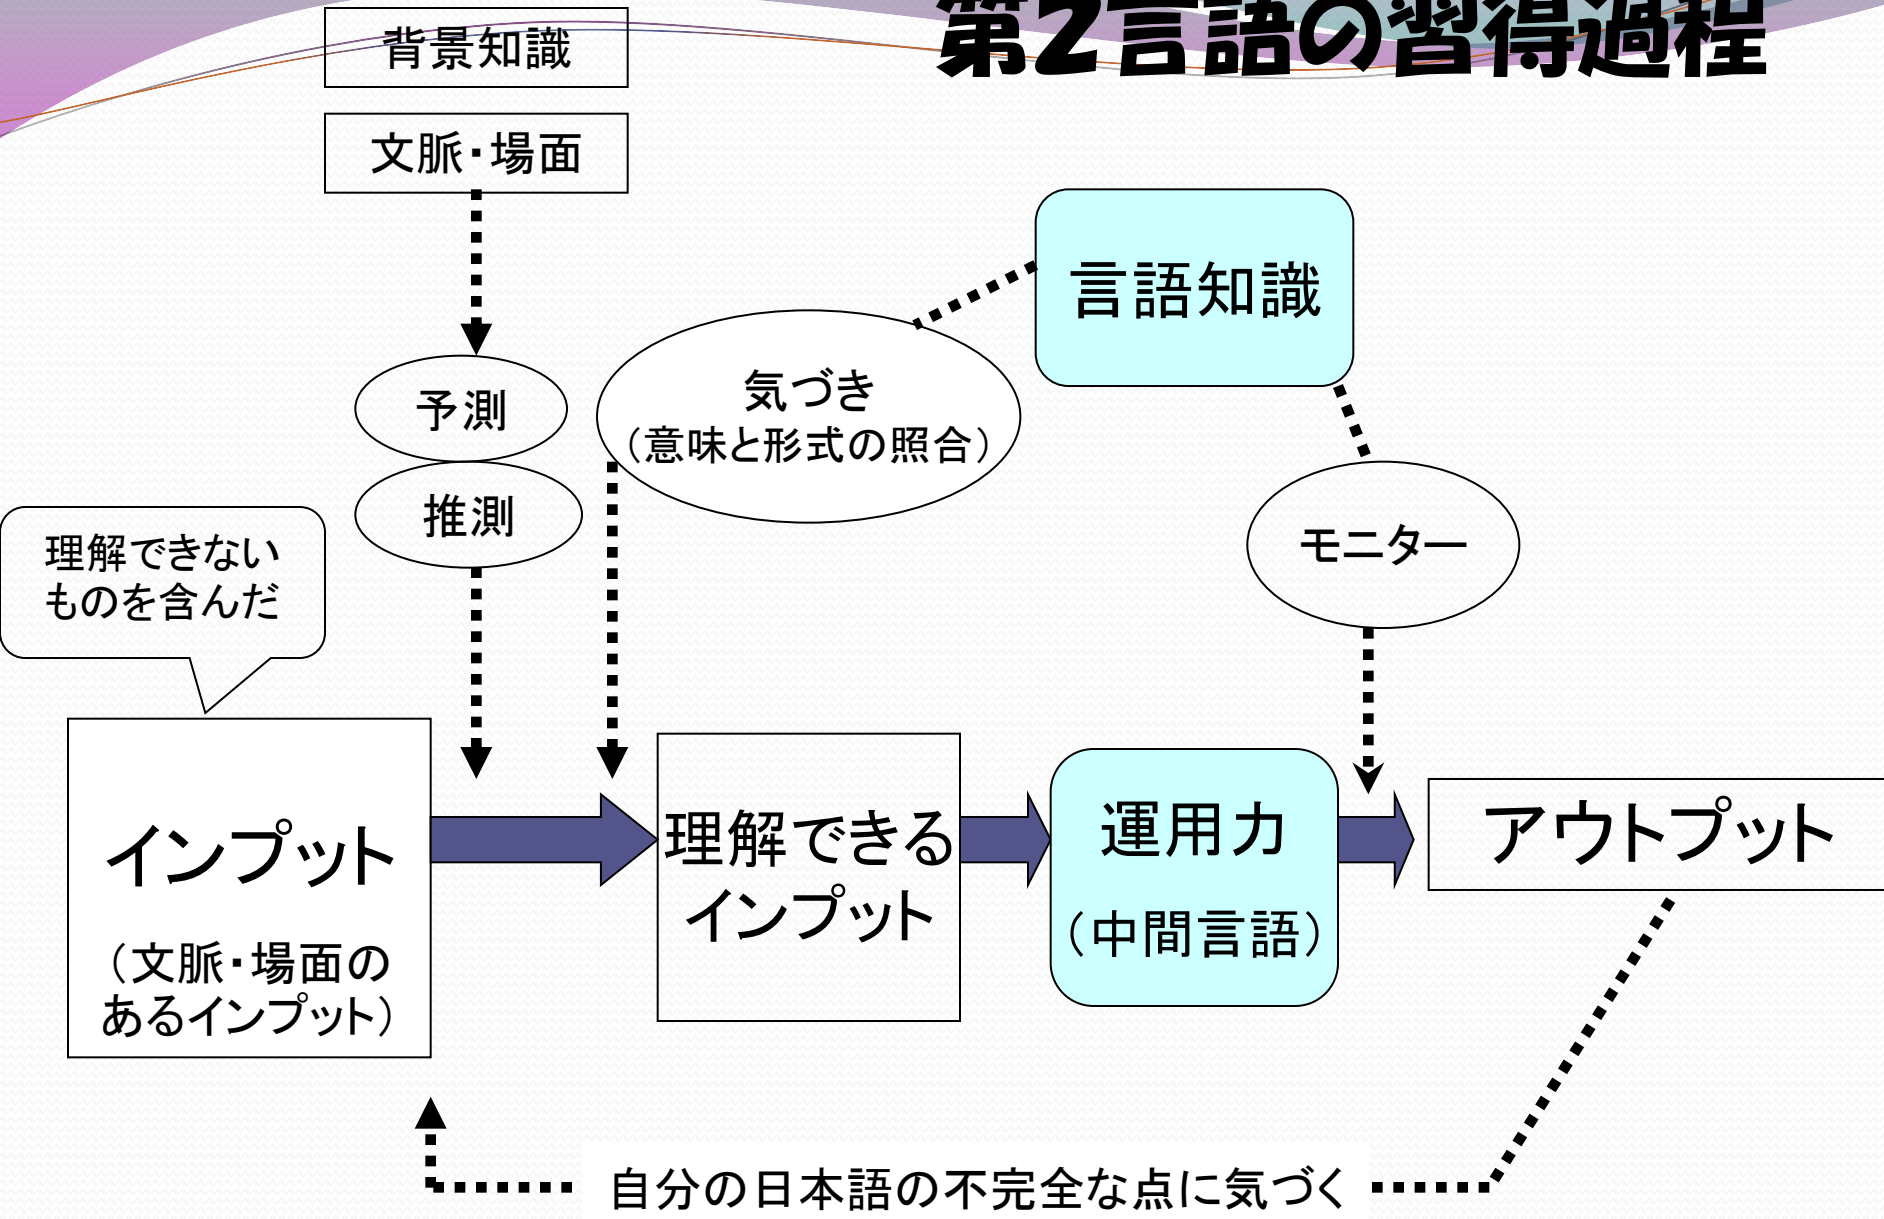 第2言語の習得過程
背景知識
文脈・場面
言語知識
気づき
（意味と形式の照合）
予測
推測
モニター
理解できない
ものを含んだ
インプット
（文脈・場面の
あるインプット）
理解できる
インプット
運用力
（中間言語）
アウトプット
自分の日本語の不完全な点に気づく